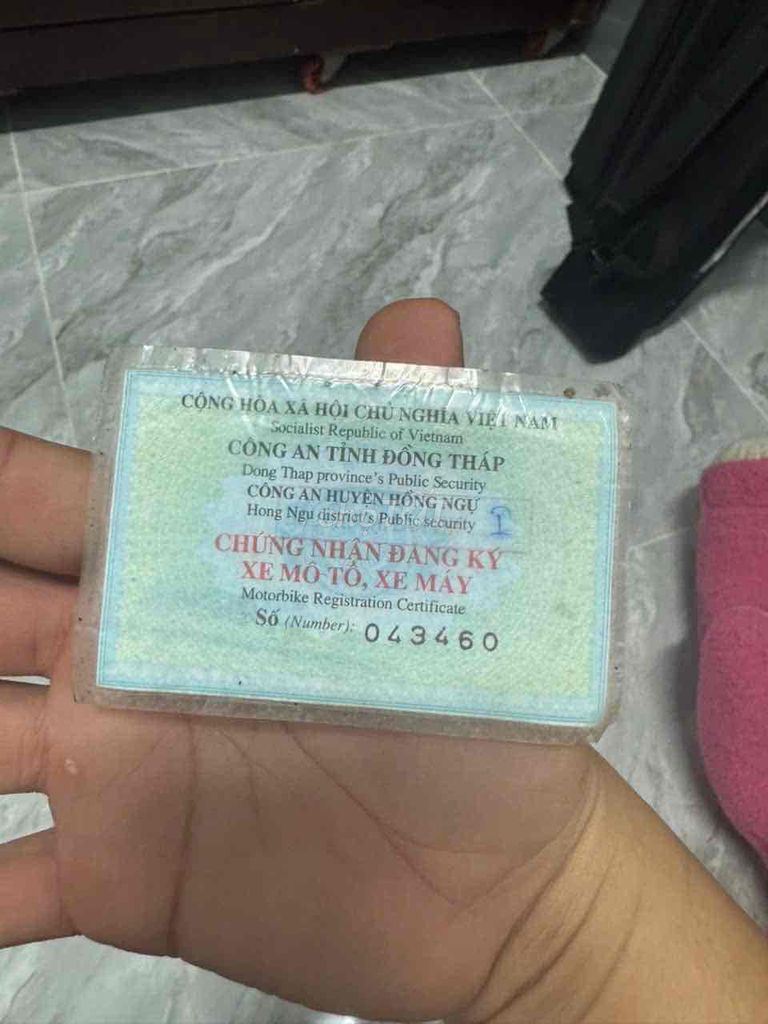 CỘNG HÒA XÃ HỘI CHỦ NGHĨA VIỆT NAM
Socialist Republic of Vietnam
CÔNG AN TỈNH ĐỒNG THÁP
Dong Thap province's Public Security
CÔNG AN HUYỆN HỒNG NGỰ
Hong Ngu district's Public security
CHỨNG NHẬN ĐĂNG KÝ
XE MÔ TÔ, XE MÁY
Motorbike Registration Certificate
Số (Number): 043460